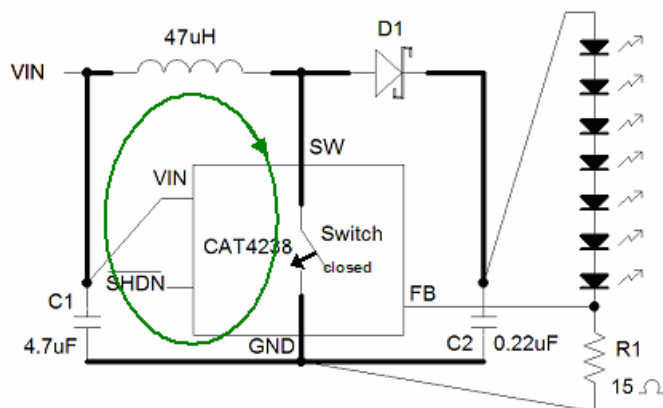 D1
47uH
VIN
SW
VIN
CAT4238
Switch
closed
SHDN
FB
C1
4.7uF
GND
C2
0.22uF
R1
15 Ω